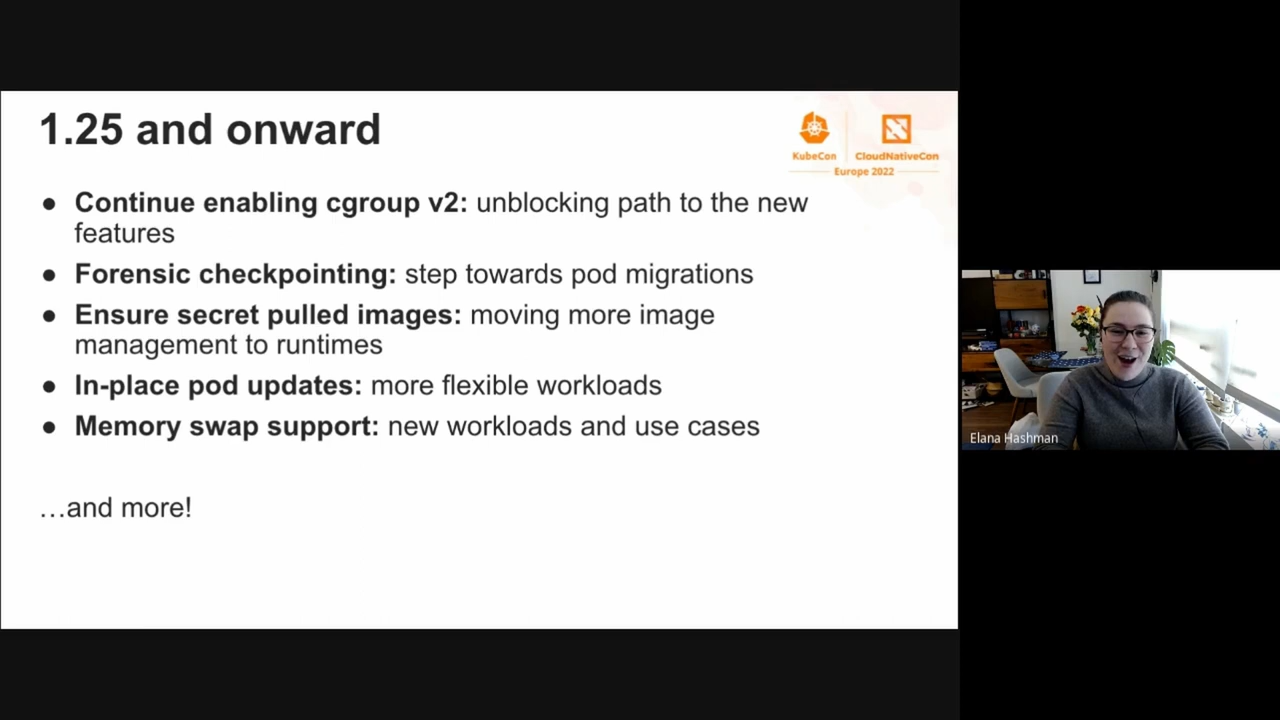 1.25 and onward
KubeCon
CloudNativeCon
Europe 2022
● Continue enabling cgroup v2: unblocking path to the new
features
● Forensic checkpointing: step towards pod migrations
● Ensure secret pulled images: moving more image
management to runtimes
● In-place pod updates: more flexible workloads
● Memory swap support: new workloads and use cases
…and more!
Elana Hashman